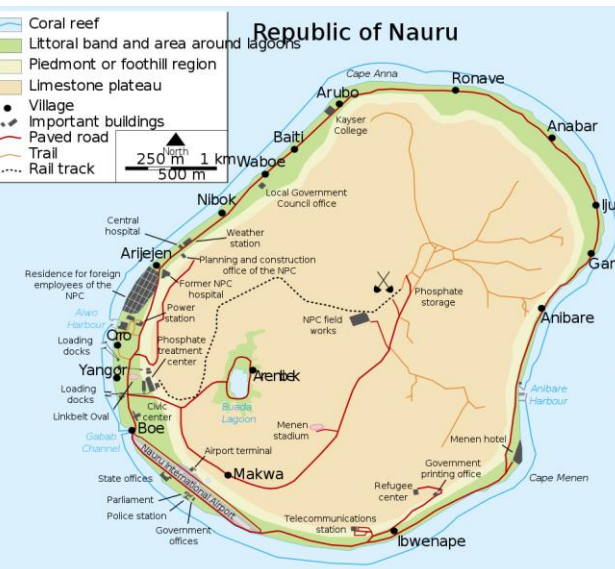 Republic of Nauru
Coral reef
Littoral band and area around lagoons
Piedmont or foothill region
Limestone plateau
Village
Important buildings
Paved road
Trail
Rail track
North
250 m 1 km
500 m
Cape Anna
Ronave
Arubo
Kayser
College
Anabar
Baiti
Waboe
Local Government
Council office
Nibok
Iju
Central
hospital
Weather
station
Arijejen
Planning and construction
office of the NPC
Gan
Residence for foreign
employees of the
NPC
Former NPC
hospital
Phosphate
storage
Aiwo
Harbour
Power
station
Anibare
NPC field
works
Orro
Loading
docks
Phosphate
treatment
center
Yangor
Loading
docks
Anibare
Harbour
Linkbelt Oval
Civic
center
Buada
Lagoon
Boe
Menen
stadium
Menen hotel
Gabab
Channel
Nauru International Airport
Airport terminal
Makwa
Government
printing office
Cape Menen
State offices
Refugee
center
Parliament
Police station
Government
offices
Telecommunications
station
Ibwenape